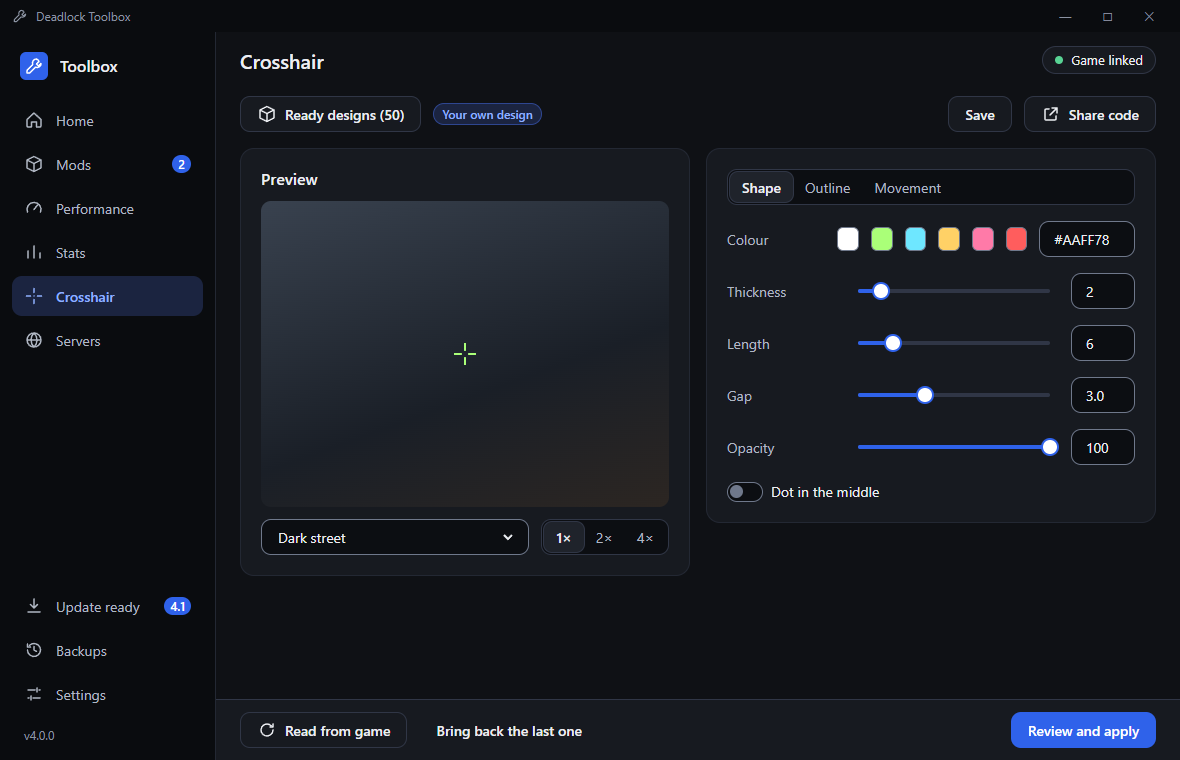 Deadlock Toolbox
Toolbox
Home
Mods 2
Performance
Stats
Crosshair
Servers
Update ready 4.1
Backups
Settings
v4.0.0
Crosshair
Game linked
Ready designs (50)
Your own design
Save
Share code
Preview
Dark street
1×
2×
4×
Shape
Outline
Movement
Colour
#AAFF78
Thickness
2
Length
6
Gap
3.0
Opacity
100
Dot in the middle
Read from game
Bring back the last one
Review and apply